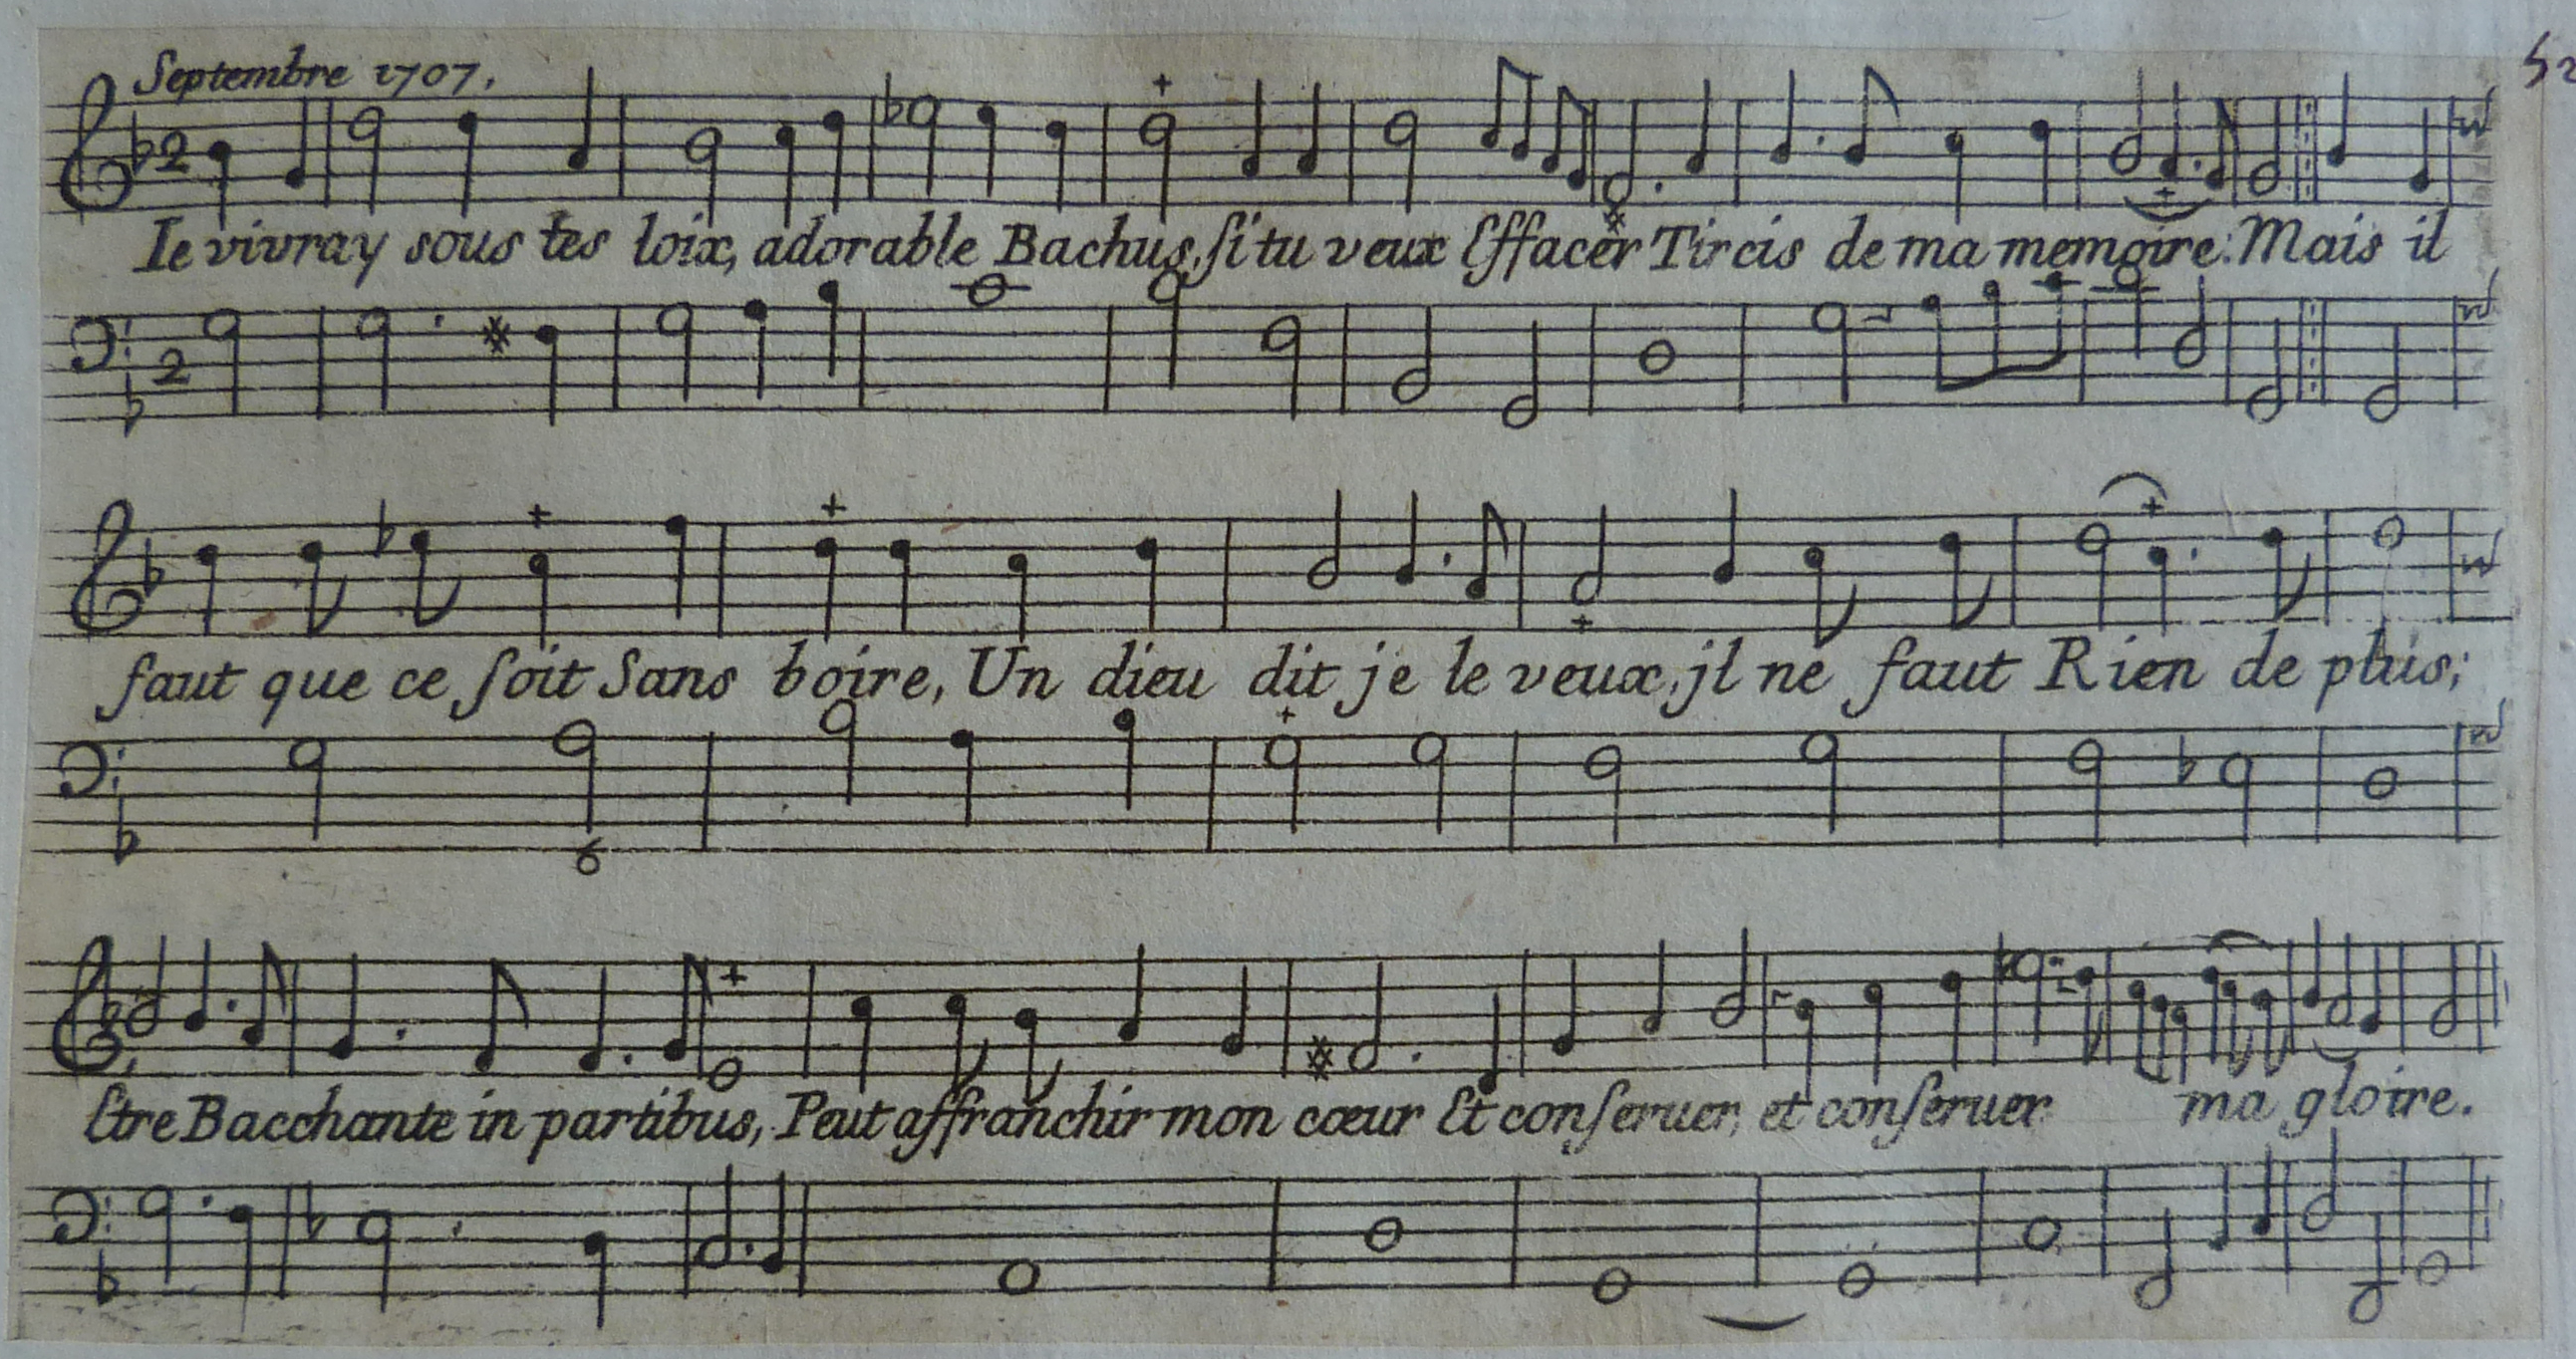 Septembre 1707.
52
Ie vivray sous tes loix, adorable Bachus, si tu veux Effacer Tircis de ma memoire. Mais il
faut que ce soit sans boire, Un dieu dit je le veux, jl ne faut Rien de plus;
6
Etre Bacchante in partibus, Peut affranchir mon cœur Et conseruer, et conseruer ma gloire.